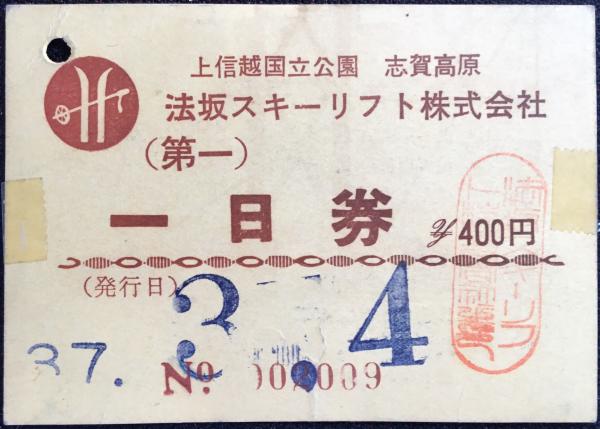 上信越国立公園 志賀高原
法坂スキーリフト株式会社
(第一)
一日券 ¥400円
(発行日)
37. 3. 4
No. 002009